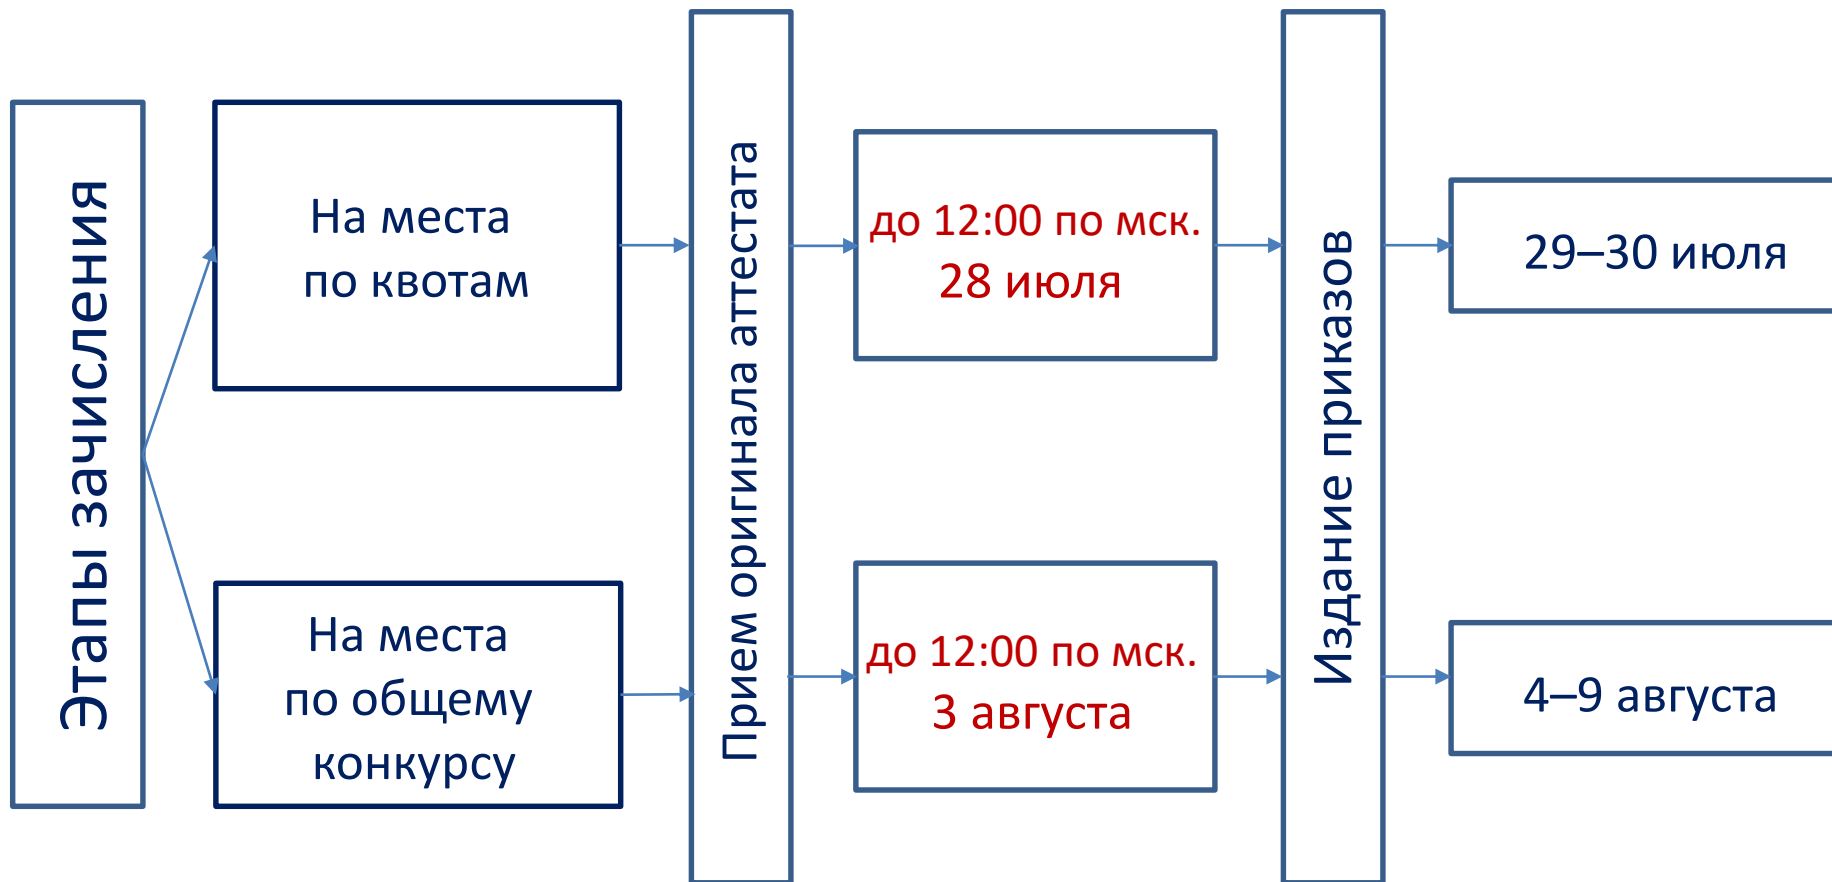 Этапы зачисления
На места
по квотам
На места
по общему
конкурсу
Прием оригинала аттестата
до 12:00 по мск.
28 июля
до 12:00 по мск.
3 августа
Издание приказов
29–30 июля
4–9 августа